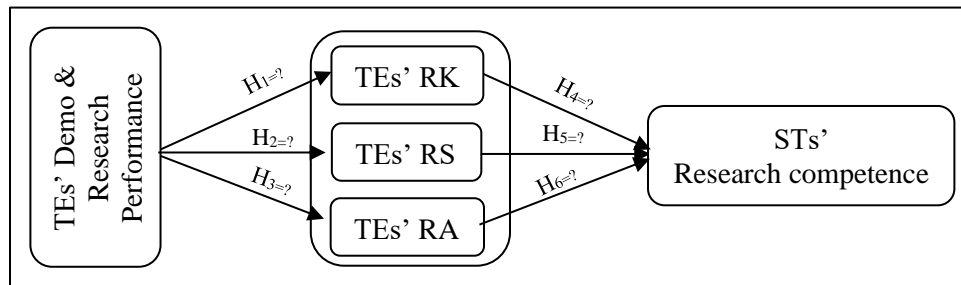 TEs’ Demo &
Research
Performance
H1=?
H2=?
H3=?
TEs’ RK
TEs’ RS
TEs’ RA
H4=?
H5=?
H6=?
STs’
Research competence